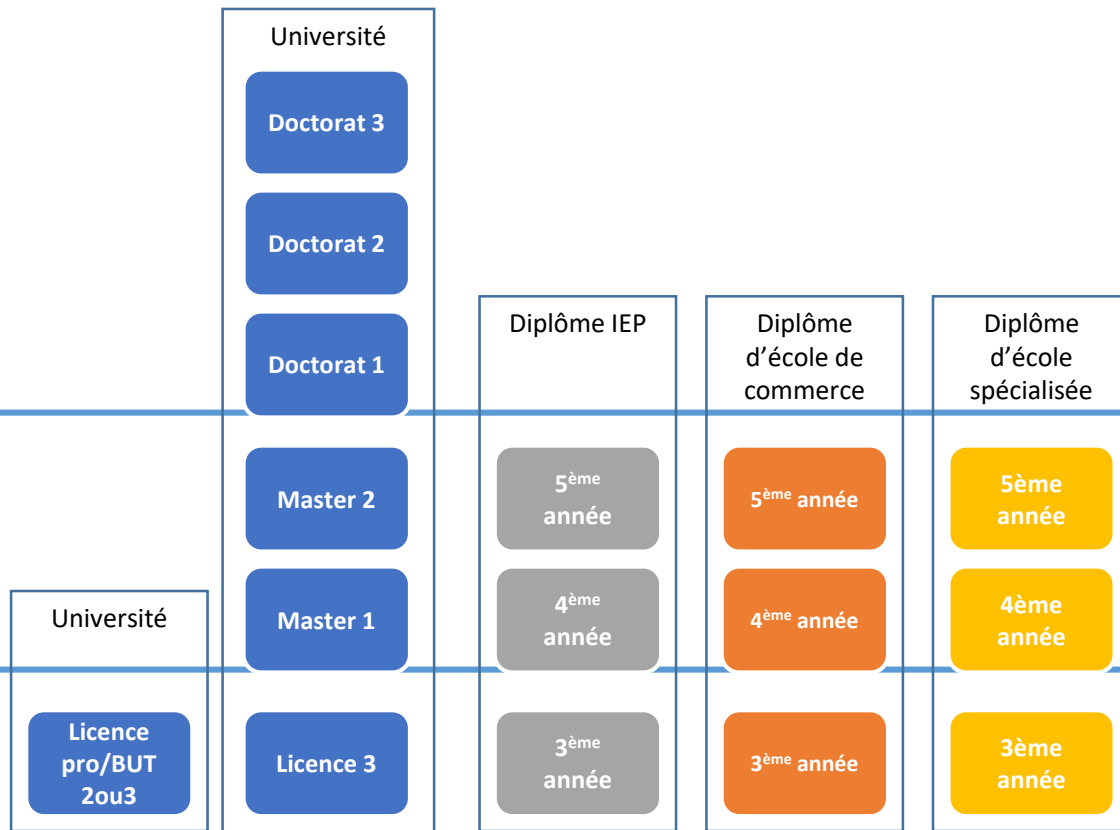 Université
Doctorat 3
Doctorat 2
Doctorat 1
Master 2
Master 1
Licence 3
Université
Licence
pro/BUT
2ou3
Diplôme IEP
5ème
année
4ème
année
3ème
année
Diplôme
d’école de
commerce
5ème année
4ème année
3ème année
Diplôme
d’école
spécialisée
5ème
année
4ème
année
3ème
année